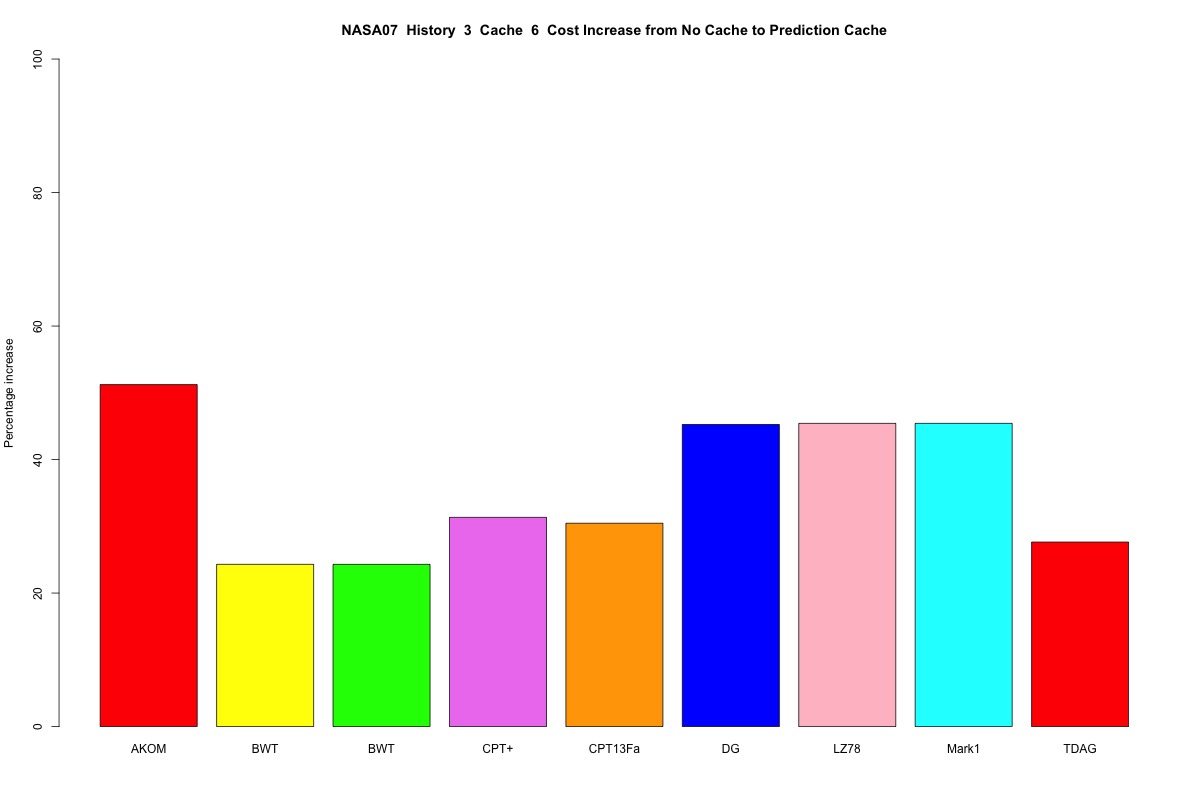 NASA07 History 3 Cache 6 Cost Increase from No Cache to Prediction Cache
Percentage increase
100
80
60
40
20
0
AKOM BWT BWT CPT+ CPT13Fa DG LZ78 Mark1 TDAG